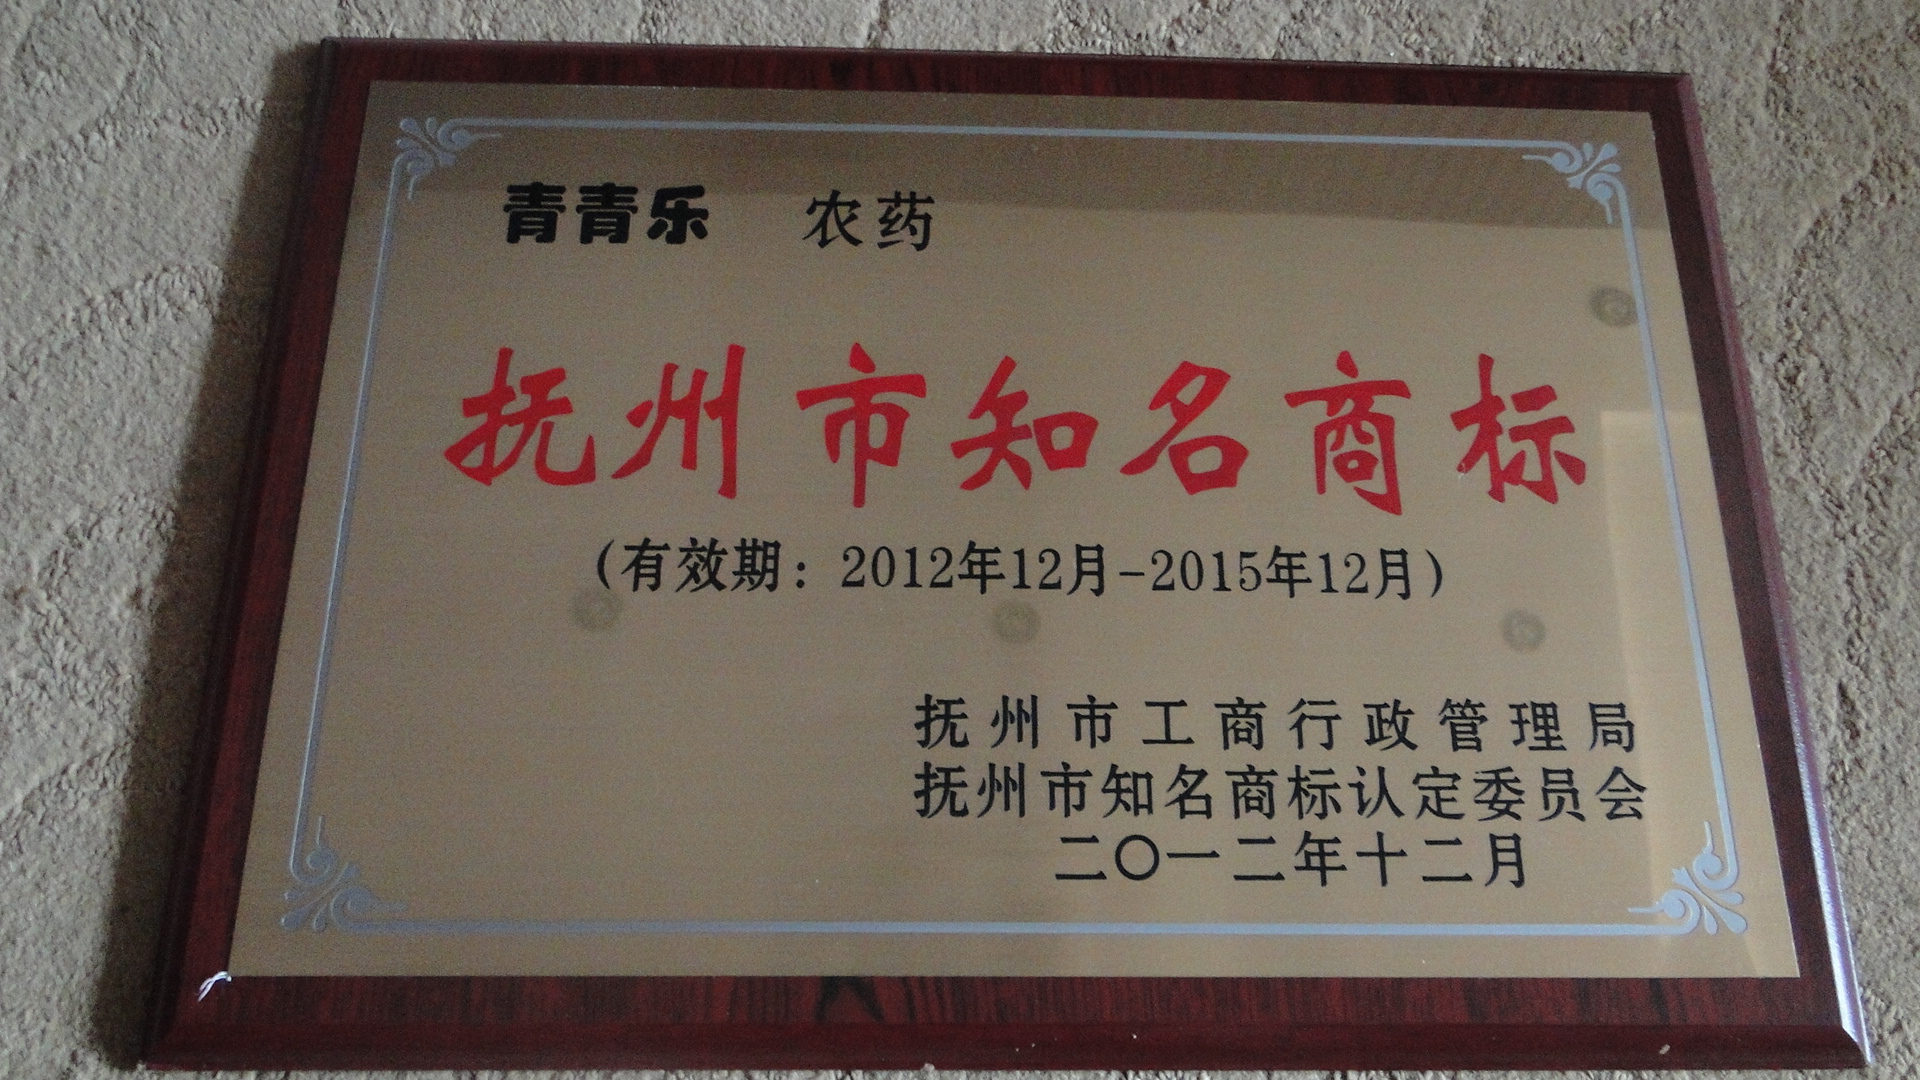 青青乐 农药
抚州市知名商标
(有效期：2012年12月-2015年12月)
抚州市工商行政管理局
抚州市知名商标认定委员会
二〇一二年十二月